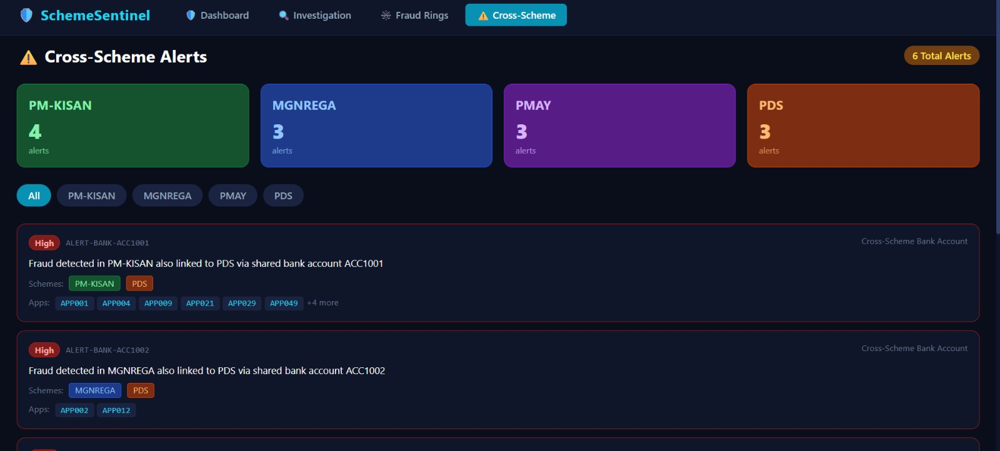 SchemeSentinel Dashboard Investigation Fraud Rings Cross-Scheme
Cross-Scheme Alerts 6 Total Alerts
PM-KISAN MGNREGA PMAY PDS
4 3 3 3
alerts alerts alerts alerts
All PM-KISAN MGNREGA PMAY PDS
High ALERT-BANK-ACC1001 Cross-Scheme Bank Account
Fraud detected in PM-KISAN also linked to PDS via shared bank account ACC1001
Schemes: PM-KISAN PDS
Apps: APP001 APP004 APP009 APP021 APP029 APP049 +4 more
High ALERT-BANK-ACC1002 Cross-Scheme Bank Account
Fraud detected in MGNREGA also linked to PDS via shared bank account ACC1002
Schemes: MGNREGA PDS
Apps: APP002 APP012